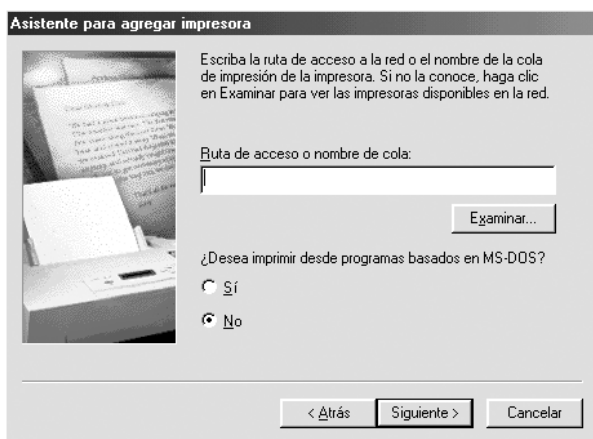 Asistente para agregar impresora
Escriba la ruta de acceso a la red o el nombre de la cola
de impresión de la impresora. Si no la conoce, haga clic
en Examinar para ver las impresoras disponibles en la red.
Ruta de acceso o nombre de cola:
Examinar...
¿Desea imprimir desde programas basados en MS-DOS?
Sí
No
< Atrás
Siguiente >
Cancelar